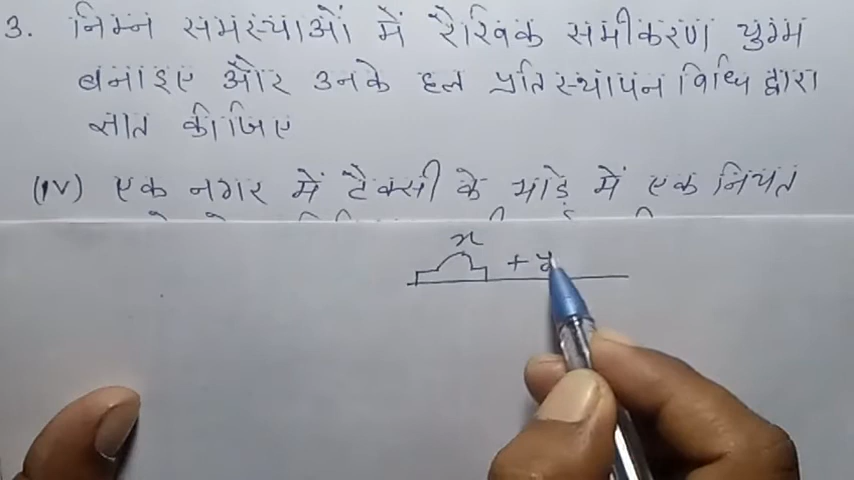 3. निम्न समस्याओं में रैखिक समीकरण युग्म
बनाइए और उनके हल प्रतिस्थापन विधि द्वारा
ज्ञात कीजिए
(iv) एक नगर में टैक्सी के भाड़े में एक नियत
x
+ y